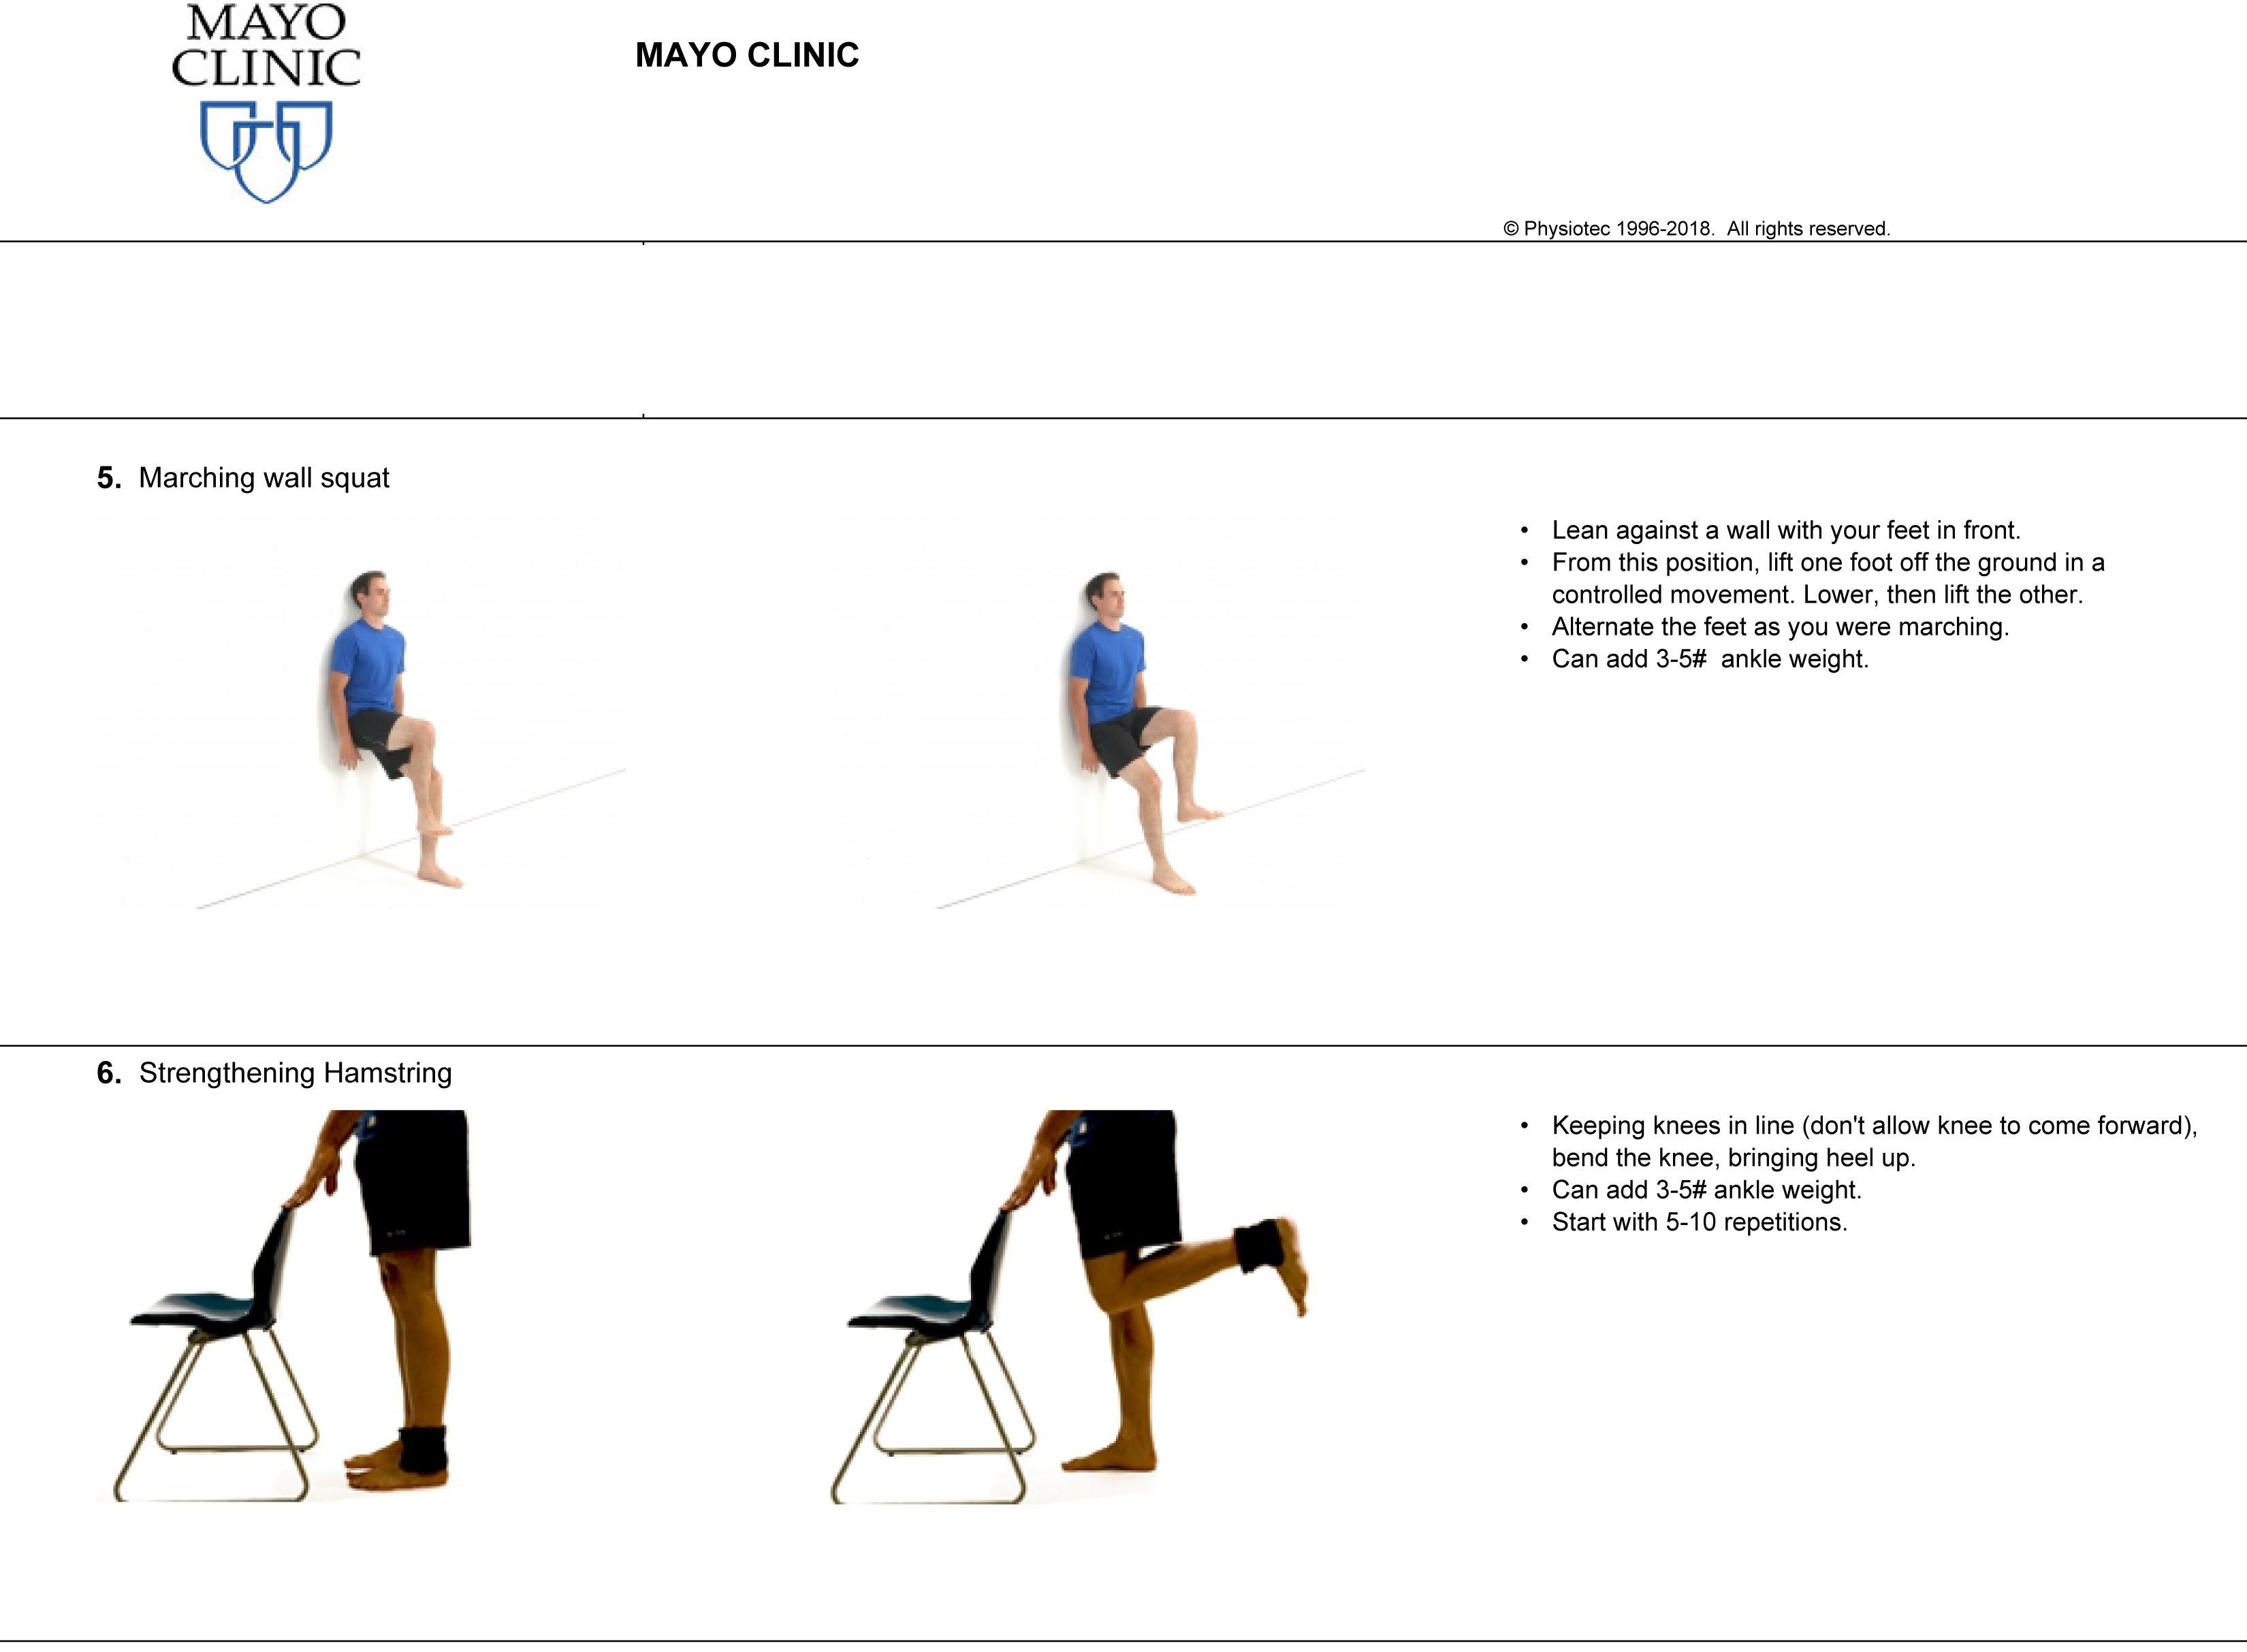 MAYO
CLINIC
MAYO CLINIC
© Physiotec 1996-2018.  All rights reserved.
5. Marching wall squat
• Lean against a wall with your feet in front.
• From this position, lift one foot off the ground in a
controlled movement. Lower, then lift the other.
• Alternate the feet as you were marching.
• Can add 3-5#  ankle weight.
6. Strengthening Hamstring
• Keeping knees in line (don't allow knee to come forward),
bend the knee, bringing heel up.
• Can add 3-5# ankle weight.
• Start with 5-10 repetitions.